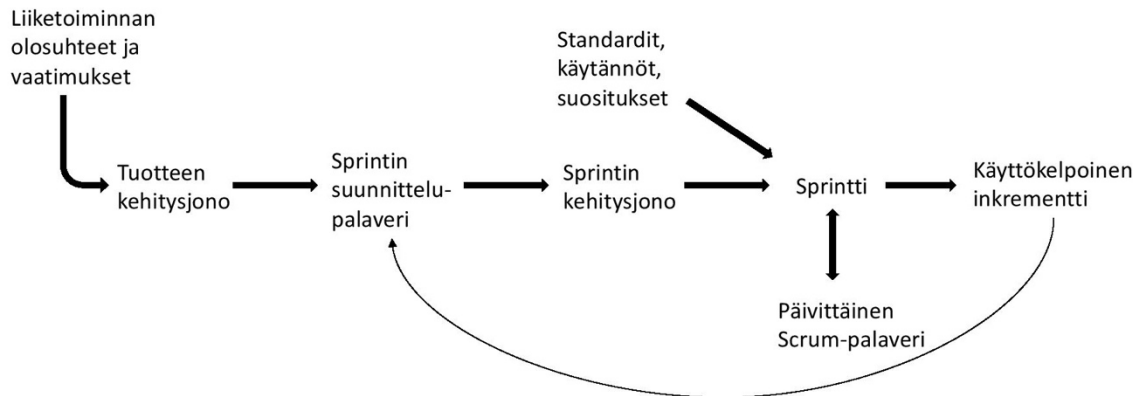 Liiketoiminnan
olosuhteet ja
vaatimukset
Standardit,
käytännöt,
suositukset
Tuotteen
kehitysjono
Sprintin
suunnittelu-
palaveri
Sprintin
kehitysjono
Sprintti
Käyttökelpoinen
inkrementti
Päivittäinen
Scrum-palaveri